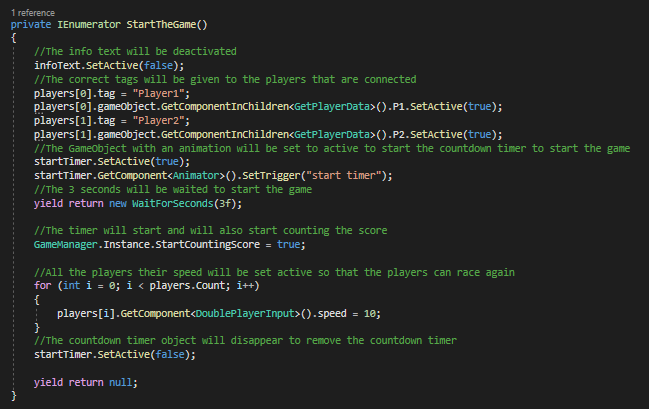 1 reference
private IEnumerator StartTheGame()
{
//The info text will be deactivated
infoText.SetActive(false);
//The correct tags will be given to the players that are connected
players[0].tag = "Player1";
players[0].gameObject.GetComponentInChildren<GetPlayerData>().P1.SetActive(true);
players[1].tag = "Player2";
players[1].gameObject.GetComponentInChildren<GetPlayerData>().P2.SetActive(true);
//The GameObject with an animation will be set to active to start the countdown timer to start the game
startTimer.SetActive(true);
startTimer.GetComponent<Animator>().SetTrigger("start timer");
//The 3 seconds will be waited to start the game
yield return new WaitForSeconds(3f);
//The timer will start and will also start counting the score
GameManager.Instance.StartCountingScore = true;
//All the players their speed will be set active so that the players can race again
for (int i = 0; i < players.Count; i++)
{
players[i].GetComponent<DoublePlayerInput>().speed = 10;
}
//The countdown timer object will disappear to remove the countdown timer
startTimer.SetActive(false);
yield return null;
}